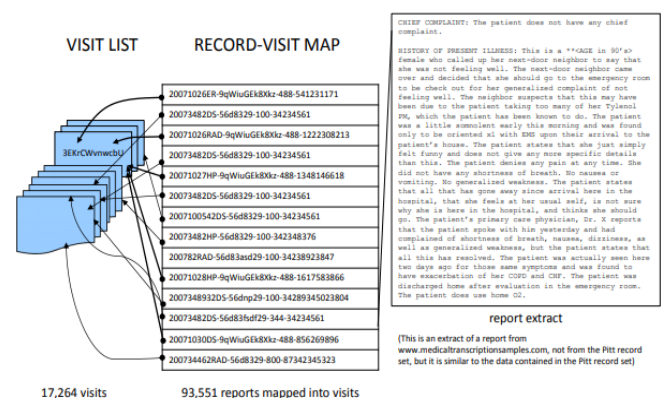 VISIT LIST
RECORD-VISIT MAP
3EKrCWvnwcbU
20071026ER-9qWiuGEk8Xkz-488-541231171
20073482DS-56d8329-100-34234561
20071026RAD-9qWiuGEk8Xkz-488-1222308213
20073482DS-56d8329-100-34234561
20071027HP-9qWiuGEk8Xkz-488-1348146618
20073482DS-56d8329-100-34234561
2007100542DS-56d8329-100-34234561
20073482HP-56d8329-100-342348376
200782RAD-56d83asd29-100-34238923847
20071028HP-9qWiuGEk8Xkz-488-1617583866
2007348932DS-56dnp29-100-34289345023804
20073482DS-56d83fsdf29-344-34234561
20071030DS-9qWiuGEk8Xkz-488-856269896
200734462RAD-56d8329-800-87342345323
17,264 visits
93,551 reports mapped into visits
CHIEF COMPLAINT: The patient does not have any chief
complaint.
HISTORY OF PRESENT ILLNESS: This is a **<AGE in 90's>
female who called up her next-door neighbor to say that
she was not feeling well. The next-door neighbor came
over and decided that she should go to the emergency room
to be check out for her generalized complaint of not
feeling well. The neighbor suspects that this may have
been due to the patient taking too many of her Tylenol
PM, which the patient has been known to do. The patient
was a little somnolent early this morning and was found
only to be oriented x1 with EMS upon their arrival to the
patient's house. The patient states that she just simply
felt funny and does not give any more specific details
than this. The patient denies any pain at any time. She
did not have any shortness of breath. No nausea or
vomiting. No generalized weakness. The patient states
that all that has gone away since arrival here in the
hospital, that she feels at her usual self, is not sure
why she is here in the hospital, and thinks she should
go. The patient's primary care physician, Dr. X reports
that the patient spoke with him yesterday and had
complained of shortness of breath, nausea, dizziness, as
well as generalized weakness, but the patient states that
all this has resolved. The patient was actually seen here
two days ago for those same symptoms and was found to
have exacerbation of her COPD and CHF. The patient was
discharged home after evaluation in the emergency room.
The patient does use home O2.
report extract
(This is an extract of a report from
www.medicaltranscriptionsamples.com, not from the Pitt record
set, but it is similar to the data contained in the Pitt record set)